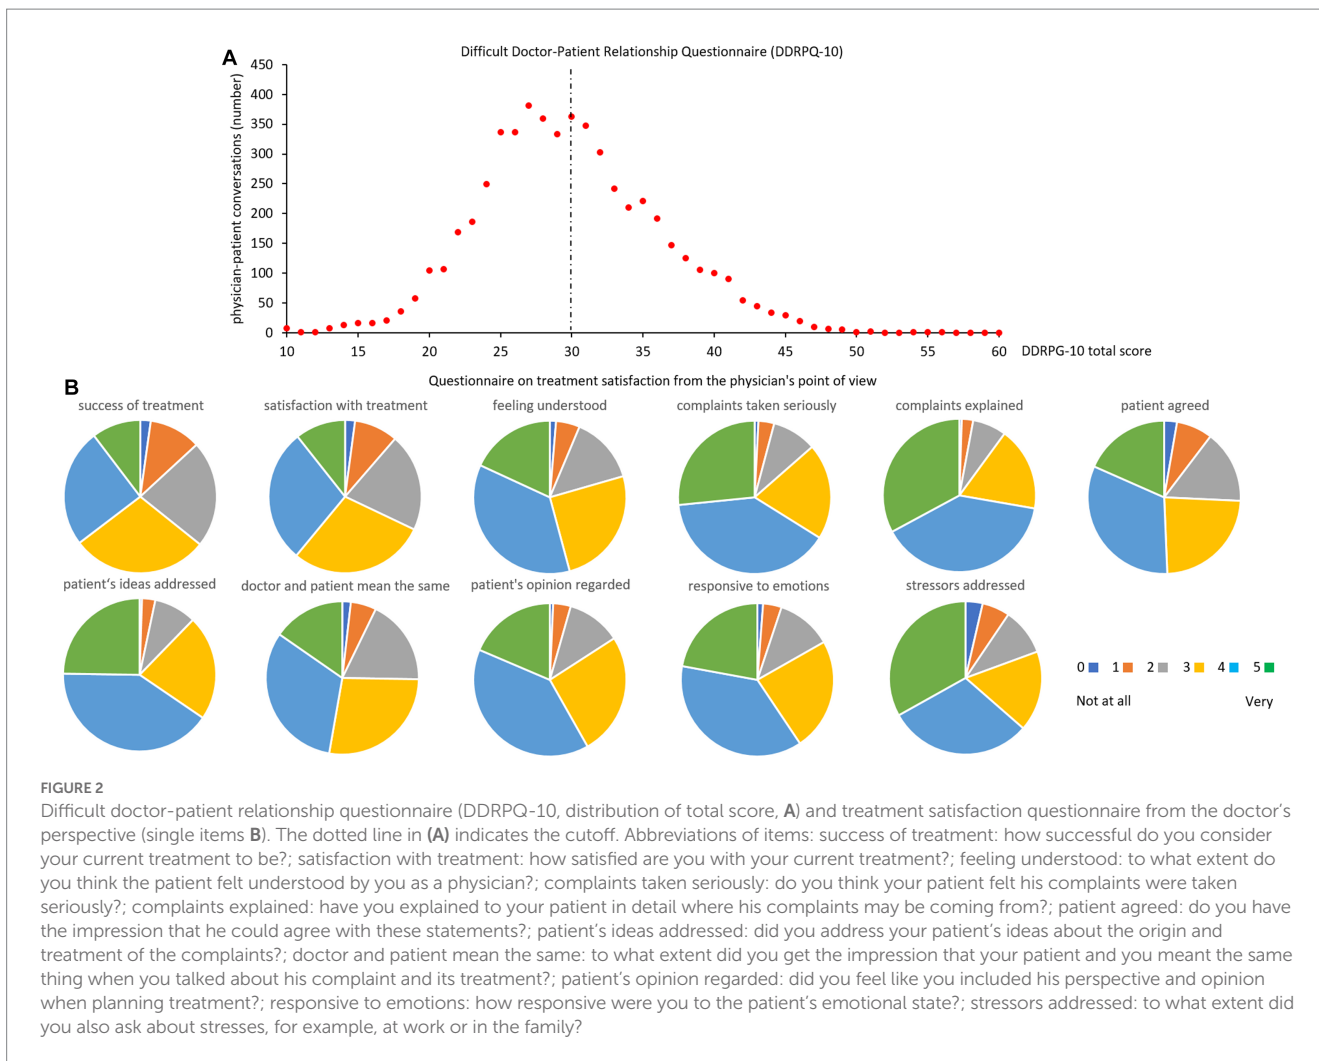 A
Difficult Doctor-Patient Relationship Questionnaire (DDRPQ-10)
physician-patient conversations (number)
450
400
350
300
250
200
150
100
50
0
10 15 20 25 30 35 40 45 50 55 60
DDRPG-10 total score
B
Questionnaire on treatment satisfaction from the physician's point of view
success of treatment
satisfaction with treatment
feeling understood
complaints taken seriously
complaints explained
patient agreed
patient‘s ideas addressed
doctor and patient mean the same
patient's opinion regarded
responsive to emotions
stressors addressed
0 1 2 3 4 5
Not at all Very
FIGURE 2
Difficult doctor-patient relationship questionnaire (DDRPQ-10, distribution of total score, A) and treatment satisfaction questionnaire from the doctor’s
perspective (single items B). The dotted line in (A) indicates the cutoff. Abbreviations of items: success of treatment: how successful do you consider
your current treatment to be?; satisfaction with treatment: how satisfied are you with your current treatment?; feeling understood: to what extent do
you think the patient felt understood by you as a physician?; complaints taken seriously: do you think your patient felt his complaints were taken
seriously?; complaints explained: have you explained to your patient in detail where his complaints may be coming from?; patient agreed: do you have
the impression that he could agree with these statements?; patient’s ideas addressed: did you address your patient’s ideas about the origin and
treatment of the complaints?; doctor and patient mean the same: to what extent did you get the impression that your patient and you meant the same
thing when you talked about his complaint and its treatment?; patient’s opinion regarded: did you feel like you included his perspective and opinion
when planning treatment?; responsive to emotions: how responsive were you to the patient’s emotional state?; stressors addressed: to what extent did
you also ask about stresses, for example, at work or in the family?